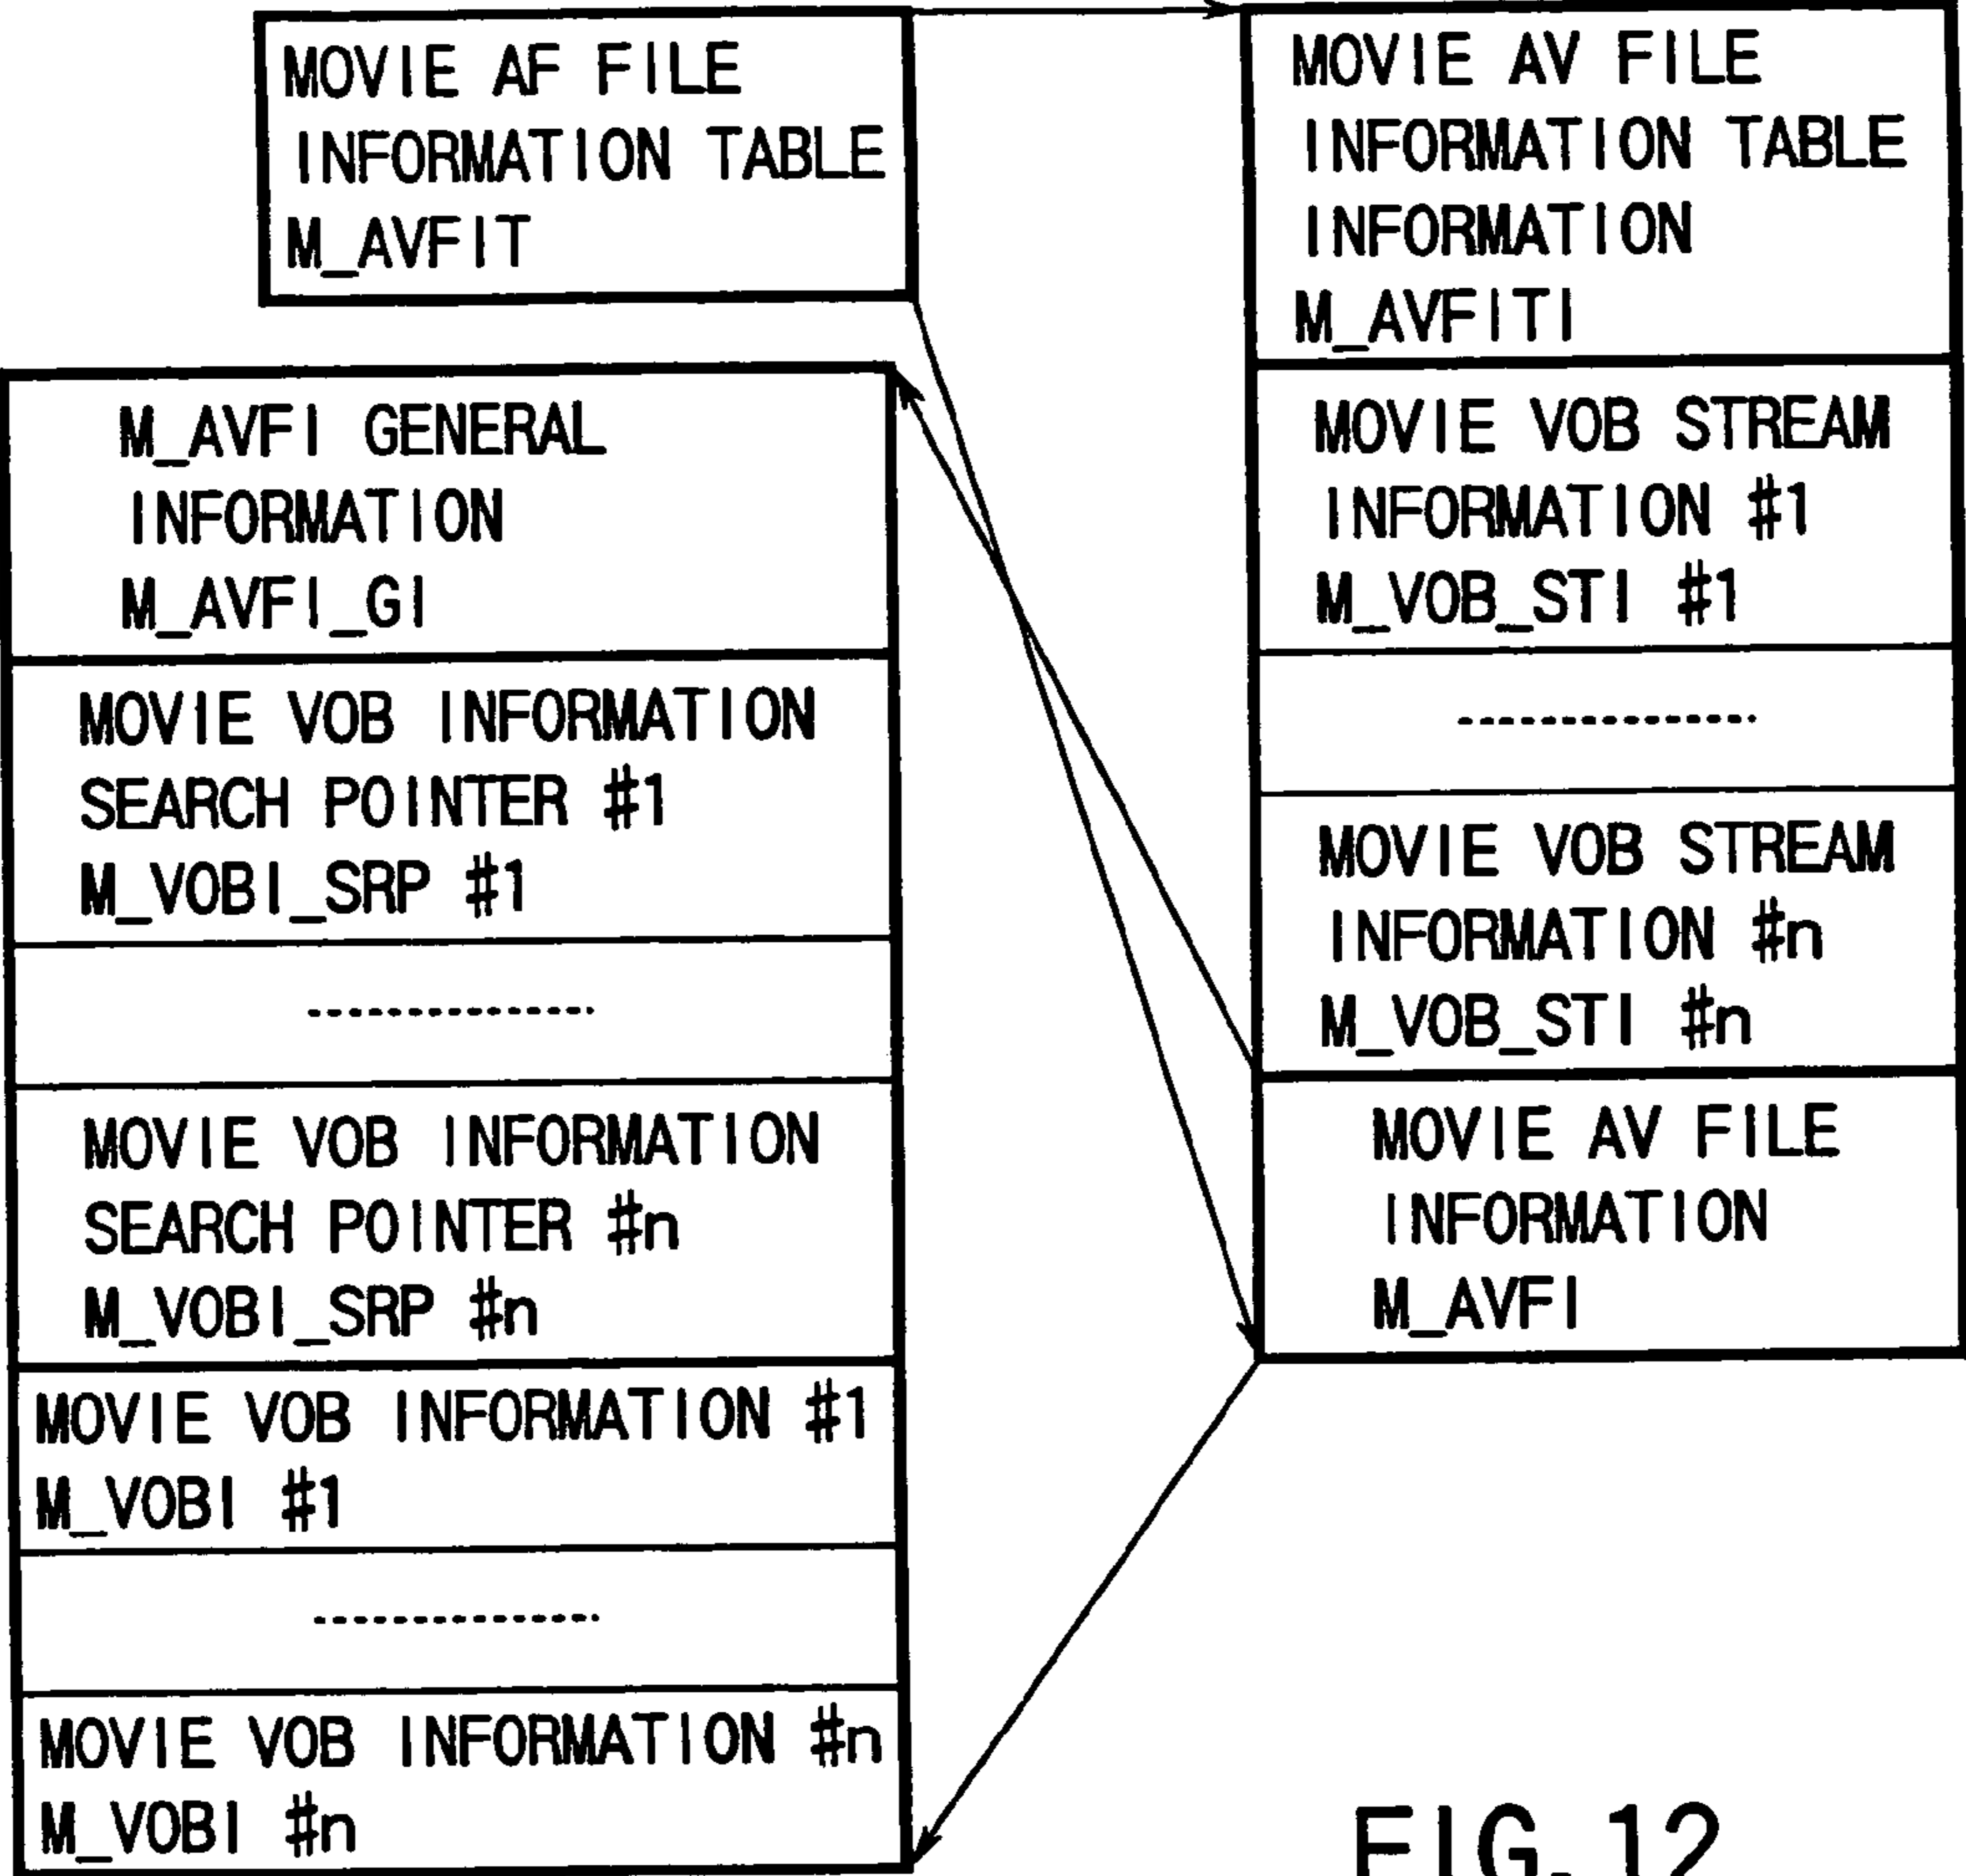 MOVIE AF FILE
INFORMATION TABLE
M_AVFIT
MOVIE AV FILE
INFORMATION TABLE
INFORMATION
M_AVFITI
MOVIE VOB STREAM
INFORMATION #1
M_VOB_STI #1
---------------
MOVIE VOB STREAM
INFORMATION #n
M_VOB_STI #n
MOVIE AV FILE
INFORMATION
M_AVFI
M_AVFI GENERAL
INFORMATION
M_AVFI_GI
MOVIE VOB INFORMATION
SEARCH POINTER #1
M_VOBI_SRP #1
---------------
MOVIE VOB INFORMATION
SEARCH POINTER #n
M_VOBI_SRP #n
MOVIE VOB INFORMATION #1
M_VOBI #1
---------------
MOVIE VOB INFORMATION #n
M_VOBI #n
FIG. 12